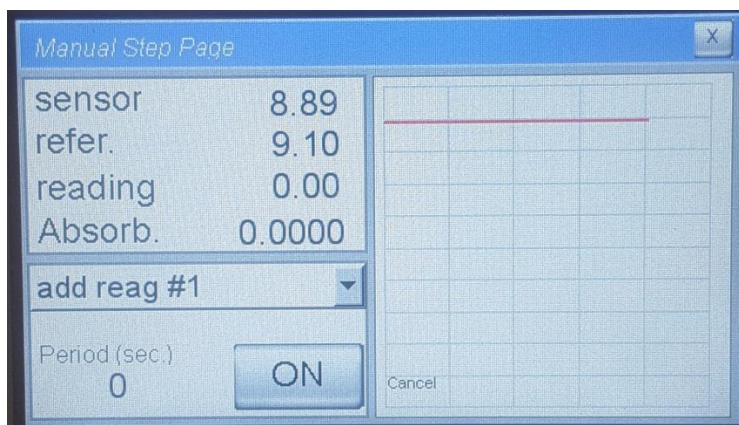 Manual Step Page X
sensor 8.89
refer. 9.10
reading 0.00
Absorb. 0.0000
add reag #1
Period (sec.)
0
ON
Cancel